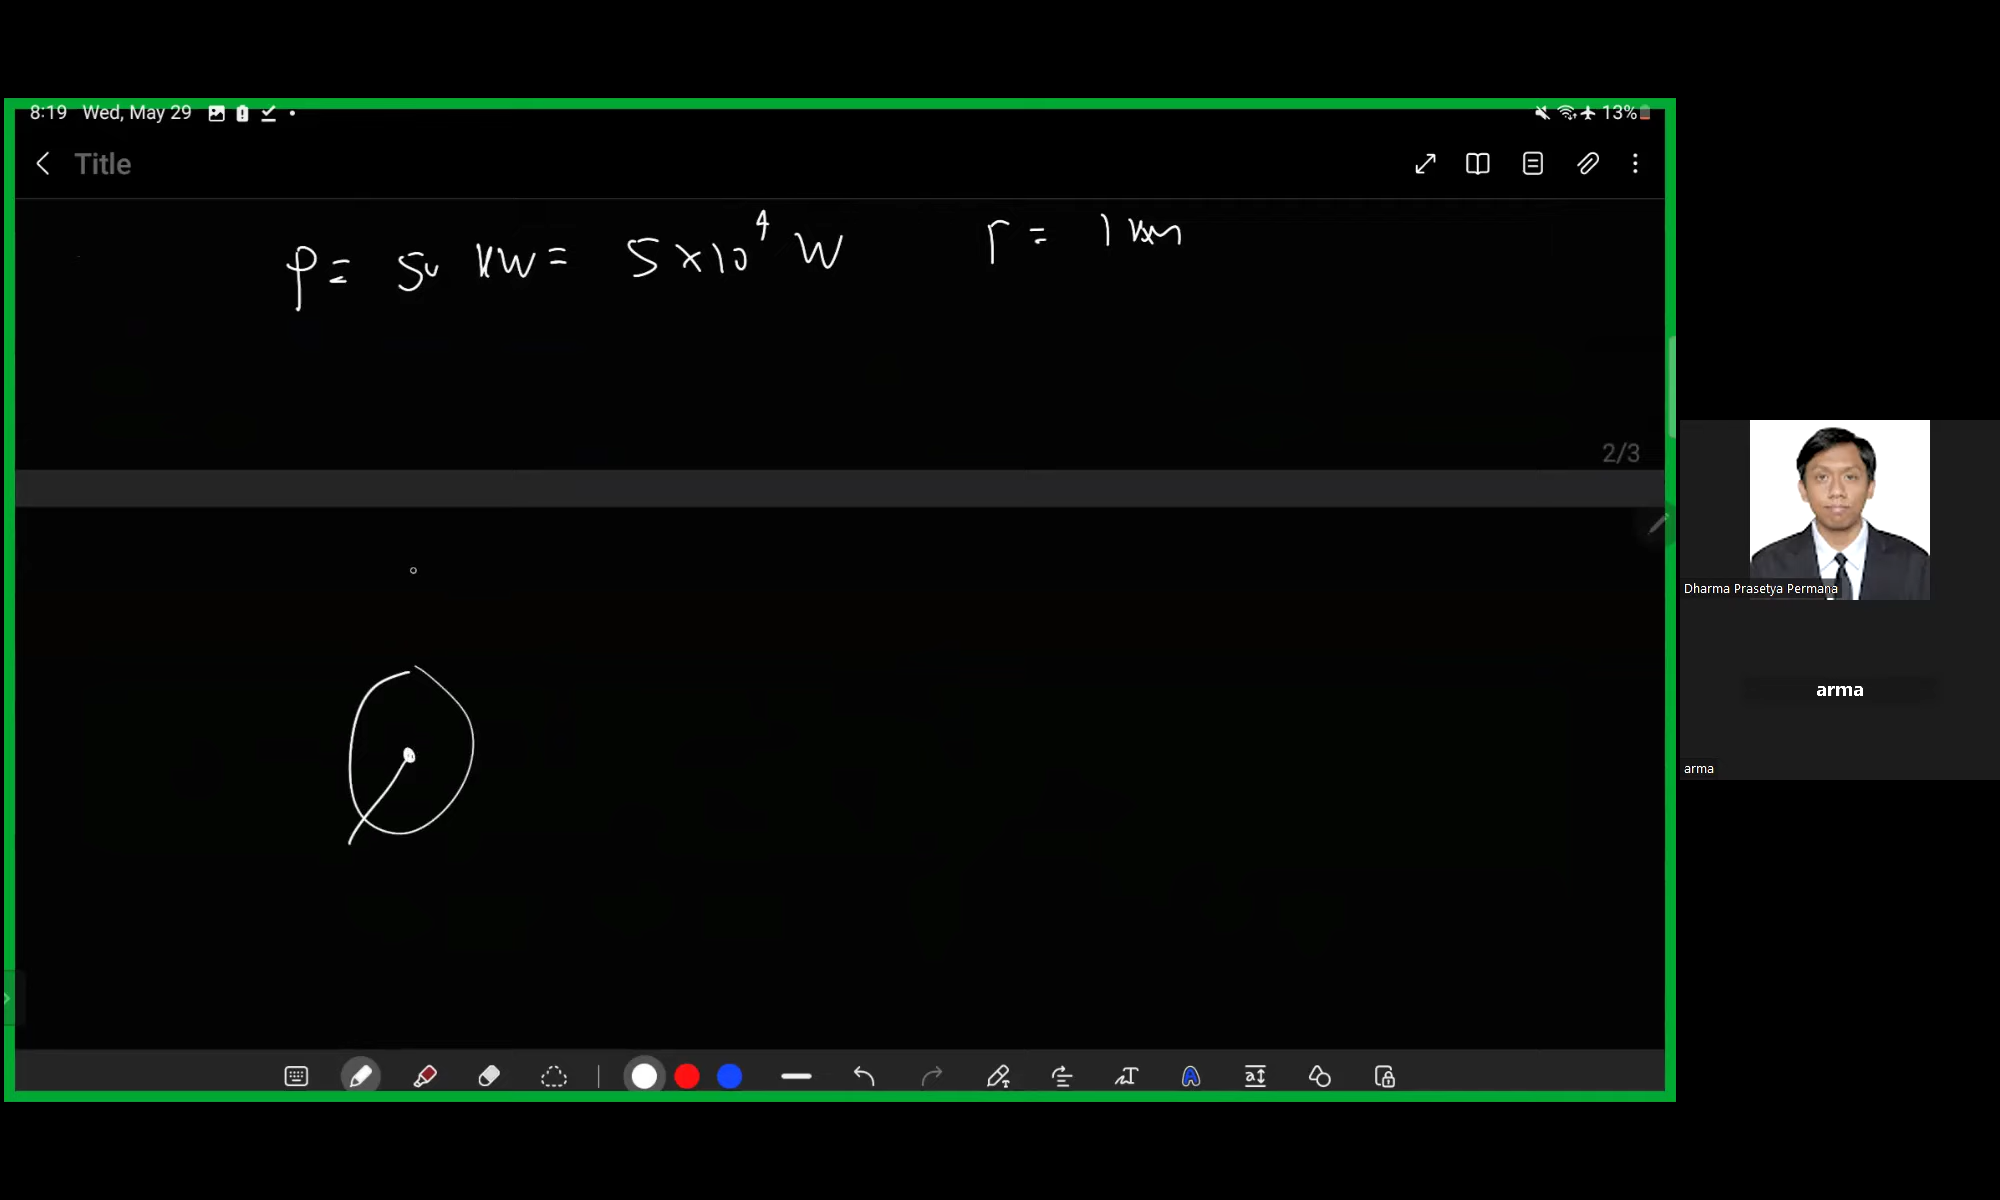 8:19 Wed, May 29 13%
Title
P = 50 kW = 5 × 10⁴ W r = 1 km
2/3
Dharma Prasetya Permana
arma
arma